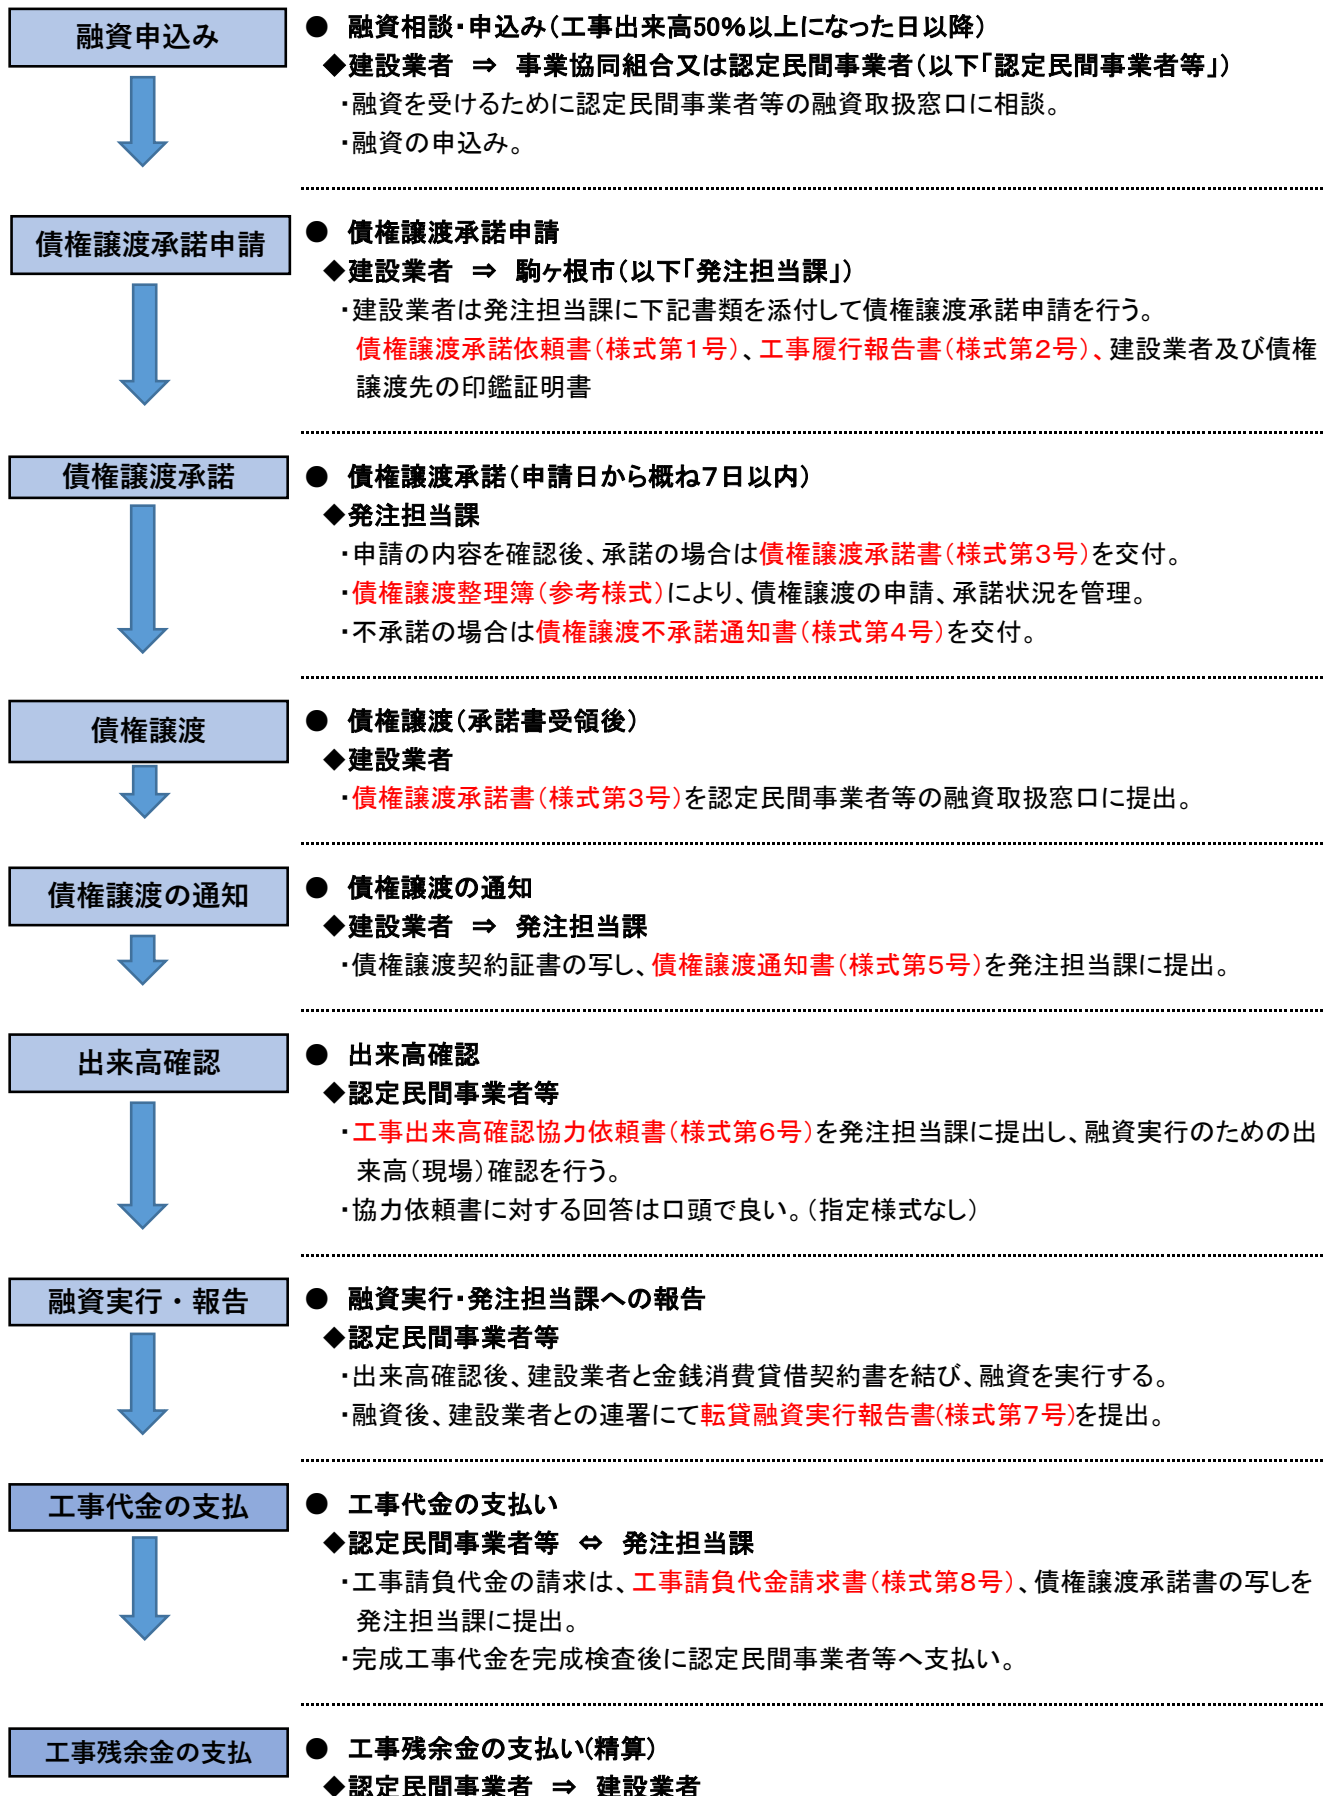 融資申込み
● 融資相談・申込み（工事出来高50％以上になった日以降）
◆建設業者 ⇒ 事業協同組合又は認定民間事業者（以下「認定民間事業者等」）
・融資を受けるために認定民間事業者等の融資取扱窓口に相談。
・融資の申込み。
債権譲渡承諾申請
● 債権譲渡承諾申請
◆建設業者 ⇒ 駒ヶ根市（以下「発注担当課」）
・建設業者は発注担当課に下記書類を添付して債権譲渡承諾申請を行う。
債権譲渡承諾依頼書（様式第１号）、工事履行報告書（様式第２号）、建設業者及び債権
譲渡先の印鑑証明書
債権譲渡承諾
● 債権譲渡承諾（申請日から概ね７日以内）
◆発注担当課
・申請の内容を確認後、承諾の場合は債権譲渡承諾書（様式第３号）を交付。
・債権譲渡整理簿（参考様式）により、債権譲渡の申請、承諾状況を管理。
・不承諾の場合は債権譲渡不承諾通知書（様式第４号）を交付。
債権譲渡
● 債権譲渡（承諾書受領後）
◆建設業者
・債権譲渡承諾書（様式第３号）を認定民間事業者等の融資取扱窓口に提出。
債権譲渡の通知
● 債権譲渡の通知
◆建設業者 ⇒ 発注担当課
・債権譲渡契約証書の写し、債権譲渡通知書（様式第５号）を発注担当課に提出。
出来高確認
● 出来高確認
◆認定民間事業者等
・工事出来高確認協力依頼書（様式第６号）を発注担当課に提出し、融資実行のための出
来高（現場）確認を行う。
・協力依頼書に対する回答は口頭で良い。（指定様式なし）
融資実行・報告
● 融資実行・発注担当課への報告
◆認定民間事業者等
・出来高確認後、建設業者と金銭消費貸借契約書を結び、融資を実行する。
・融資後、建設業者との連署にて転貸融資実行報告書(様式第７号)を提出。
工事代金の支払
● 工事代金の支払い
◆認定民間事業者等 ⇔ 発注担当課
・工事請負代金の請求は、工事請負代金請求書（様式第８号）、債権譲渡承諾書の写しを
発注担当課に提出。
・完成工事代金を完成検査後に認定民間事業者等へ支払い。
工事残余金の支払
● 工事残余金の支払い(精算)
◆認定民間事業者 ⇒ 建設業者